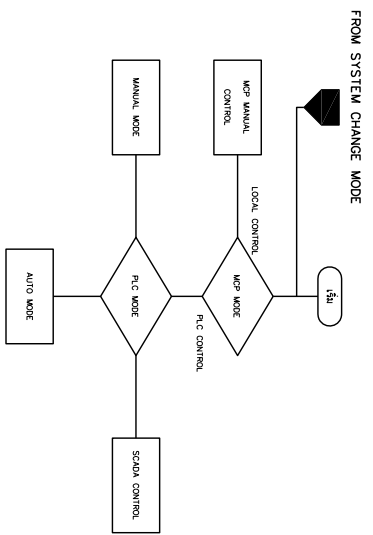 FROM SYSTEM CHANGE MODE
เริ่ม
MCP MANUAL
CONTROL
LOCAL CONTROL
MCP MODE
PLC CONTROL
MANUAL MODE
PLC MODE
SCADA CONTROL
AUTO MODE